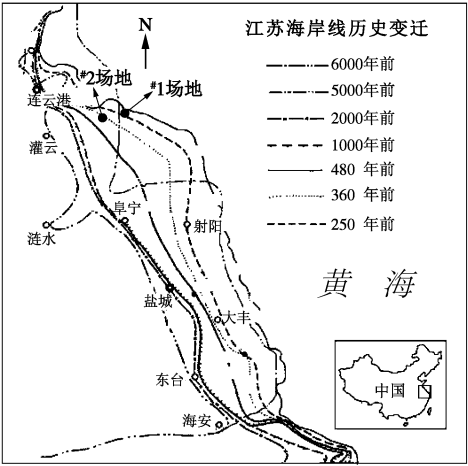 N
江苏海岸线历史变迁
6000年前
5000年前
2000年前
1000年前
480 年前
360 年前
250 年前
#2场地
#1场地
连云港
灌云
涟水
阜宁
射阳
盐城
大丰
东台
海安
黄海
中国